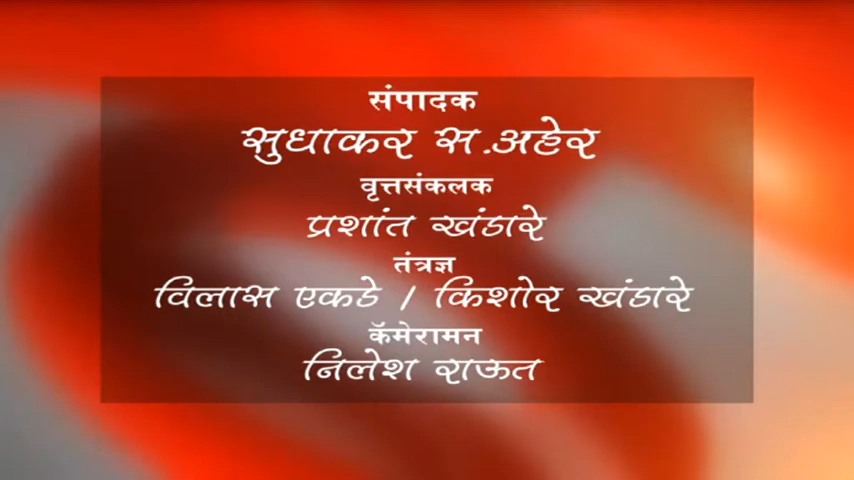 संपादक
सुधाकर स.अहेर
वृत्तसंकलक
प्रशांत खंडारे
तंत्रज्ञ
विलास एकडे / किशोर खंडारे
कॅमेरामन
निलेश राऊत